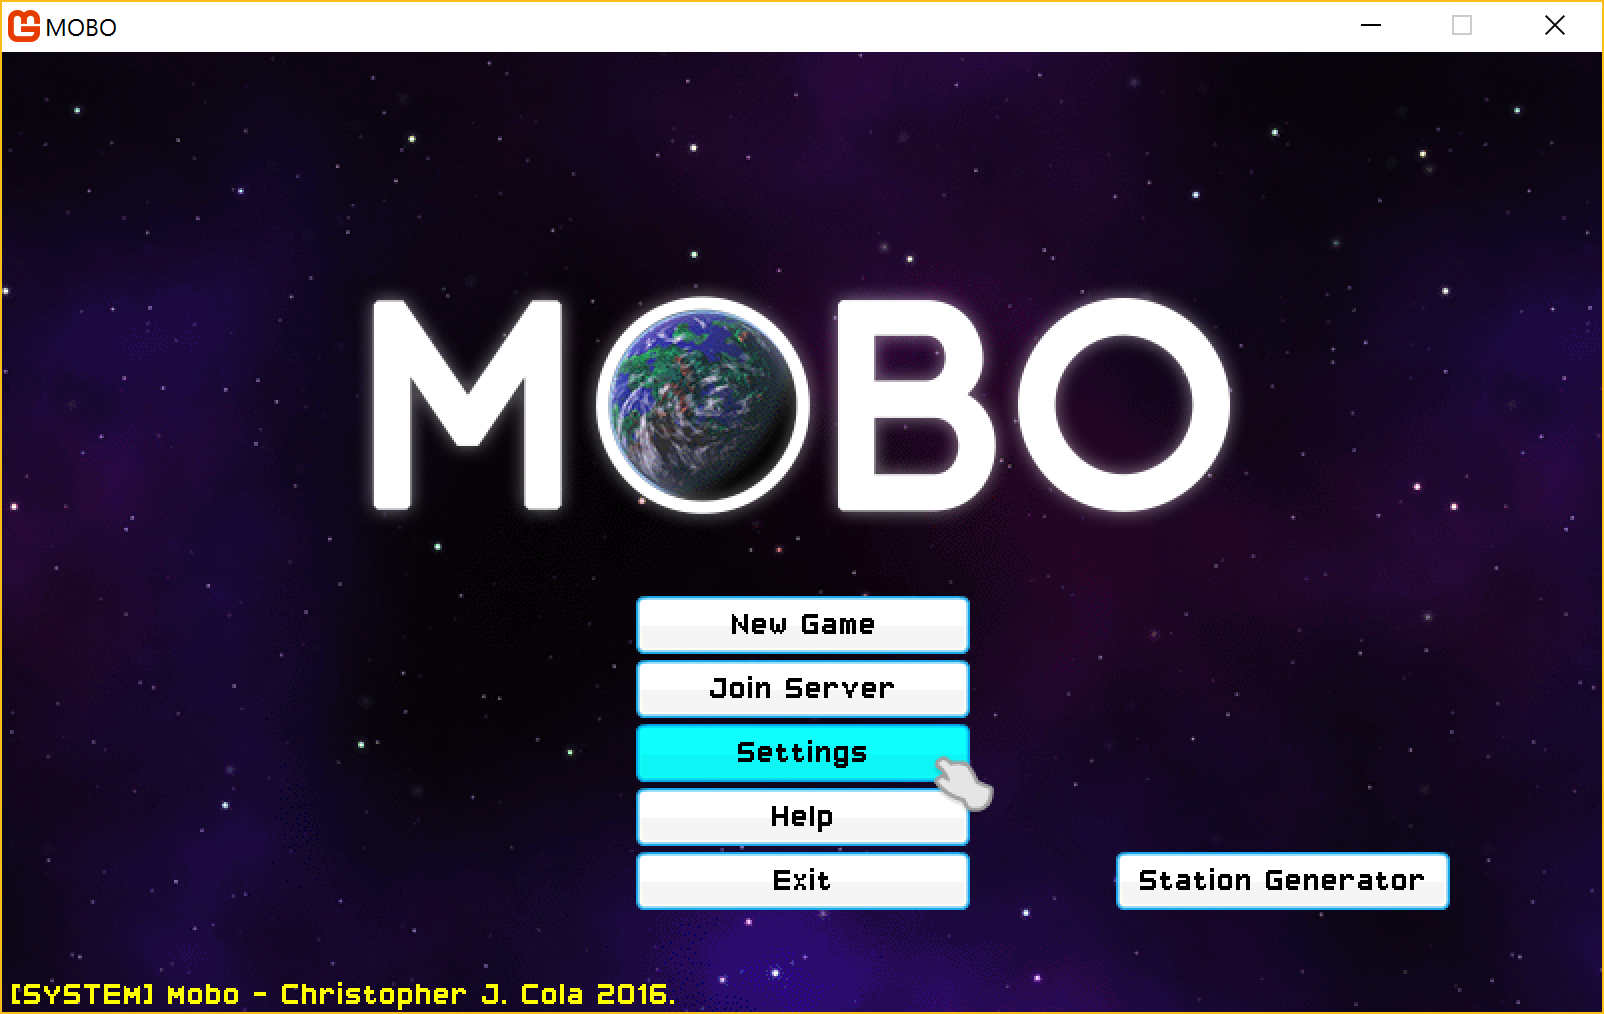 MOBO
MOBO
New Game
Join Server
Settings
Help
Exit
Station Generator
[SYSTEM] Mobo - Christopher J. Cola 2016.